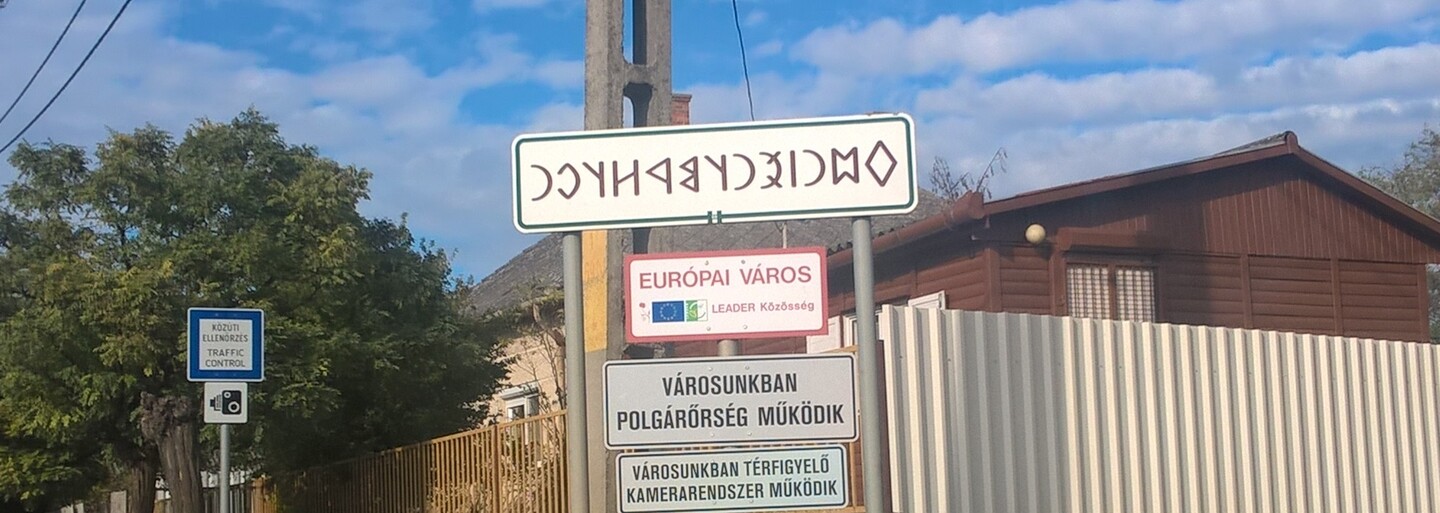 EURÓPAI VÁROS
LEADER Közösség
VÁROSUNKBAN
POLGÁRŐRSÉG MŰKÖDIK
VÁROSUNKBAN TÉRFIGYELŐ
KAMERARENDSZER MŰKÖDIK
KÖZÚTI
ELLENŐRZÉS
TRAFFIC
CONTROL